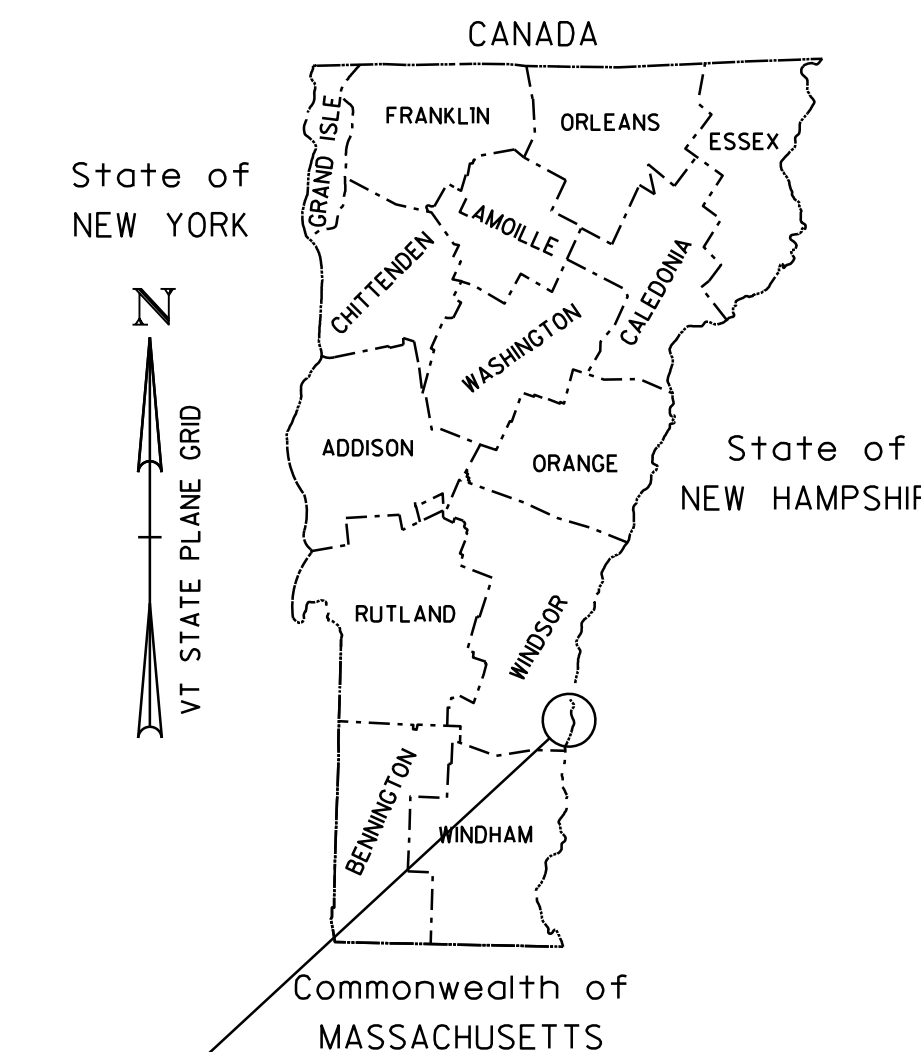 CANADA
FRANKLIN
GRAND ISLE
ORLEANS
ESSEX
State of
NEW YORK
LAMOILLE
CHITTENDEN
CALEDONIA
N
WASHINGTON
VT STATE PLANE GRID
ADDISON
ORANGE
State of
NEW HAMPSHIR
RUTLAND
WINDSOR
BENNINGTON
WINDHAM
Commonwealth of
MASSACHUSETTS